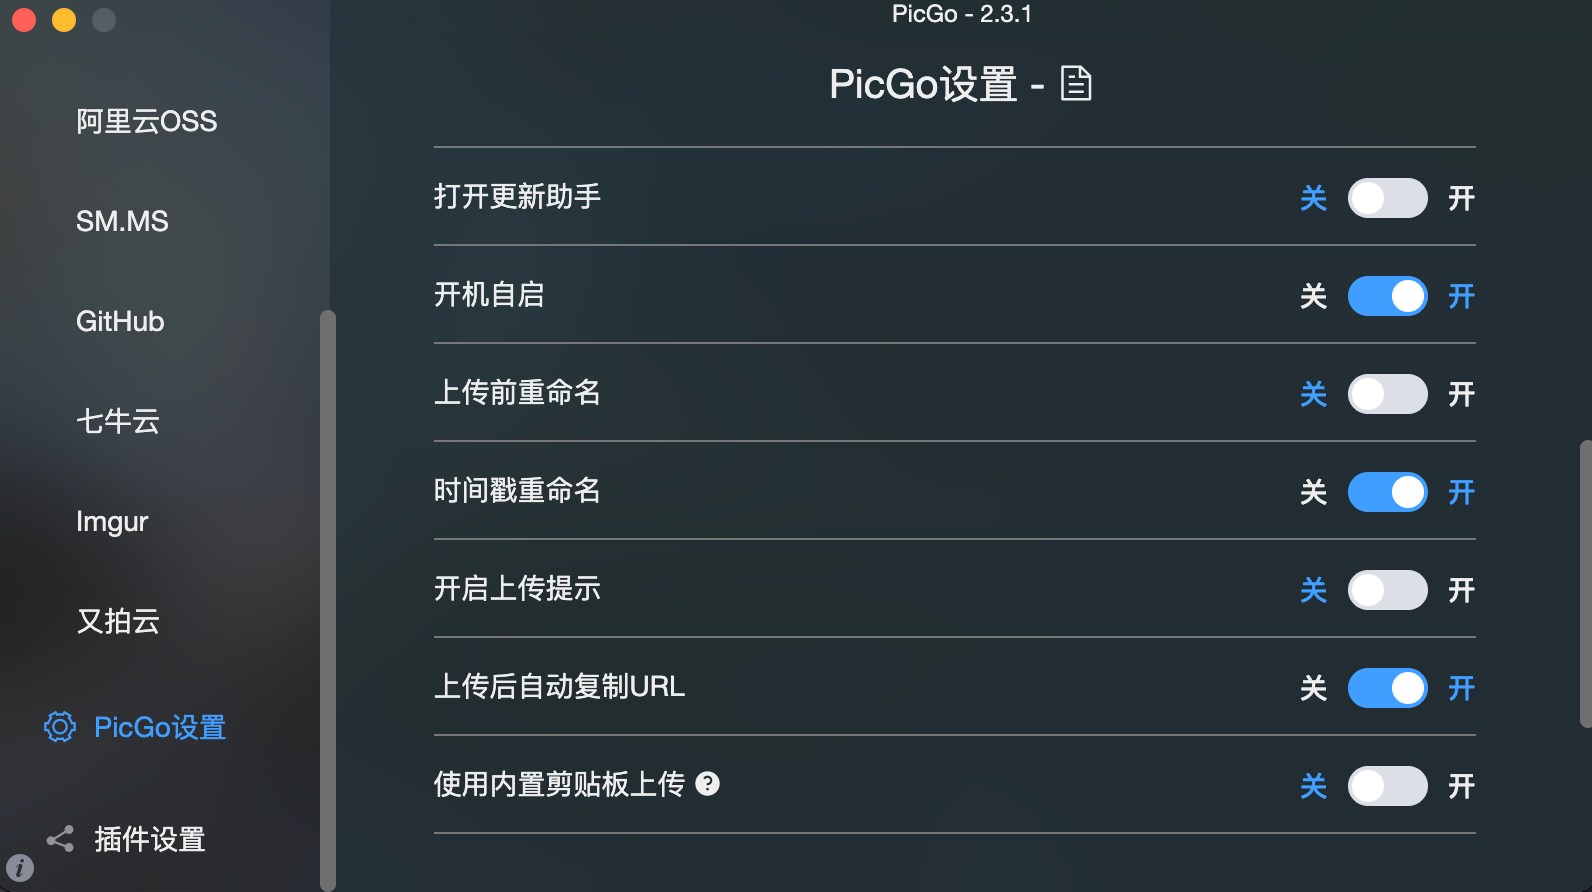 PicGo - 2.3.1
阿里云OSS
SM.MS
GitHub
七牛云
Imgur
又拍云
PicGo设置
插件设置
PicGo设置 -
打开更新助手 关 开
开机自启 关 开
上传前重命名 关 开
时间戳重命名 关 开
开启上传提示 关 开
上传后自动复制URL 关 开
使用内置剪贴板上传 ? 关 开